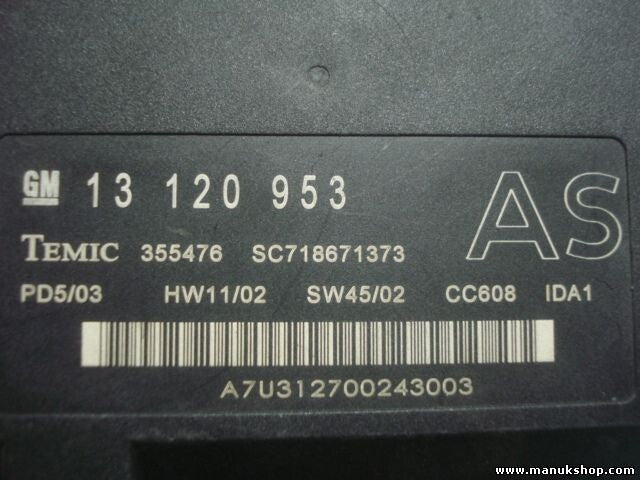 GM 13 120 953
AS
TEMIC 355476 SC718671373
PD5/03 HW11/02 SW45/02 CC608 IDA1
A7U312700243003
www.manukshop.com